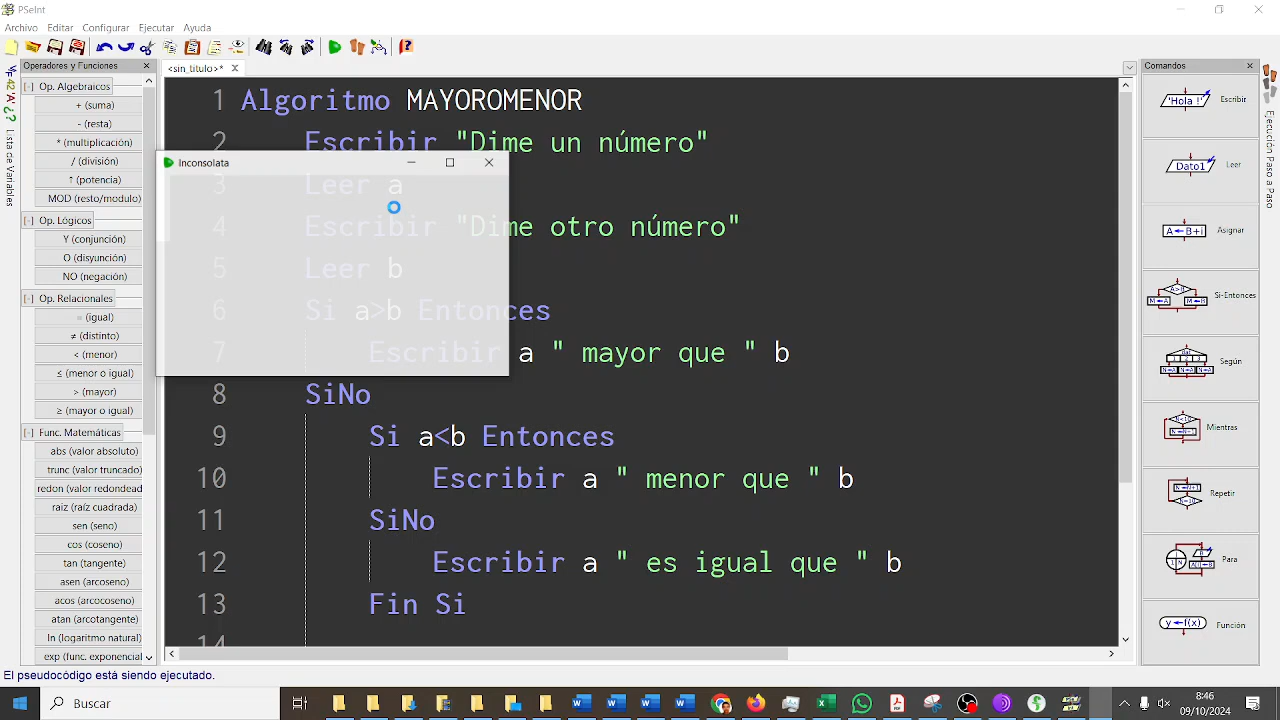 PSeInt
Archivo Editar Configurar Ejecutar Ayuda
Operadores y Funciones
<sin_titulo>*
Comandos
Op. Algebraicos
+ (suma)
- (resta)
* (multiplicación)
/ (división)
↑ (potencia)
MOD (resto/modulo)
Op. Lógicos
Y (conjunción)
O (disyunción)
NO (negación)
Op. Relacionales
= (igual)
≠ (distinto)
< (menor)
≤ (menor o igual)
> (mayor)
≥ (mayor o igual)
Func. Matemáticas
abs (valor absoluto)
trunc (valor truncado)
redon (valor redondead
raiz (raíz cuadrada)
sen (seno)
cos (coseno)
tan (tangente)
asen (arcoseno)
acos (arcocoseno)
atan (arcotangente)
ln (logaritmo natural)
exp (func. exponencial
Lista de Variables
Inconsolata
1 Algoritmo MAYOROMENOR
2 Escribir "Dime un número"
3 Leer a
4 Escribir "Dime otro número"
5 Leer b
6 Si a>b Entonces
7 Escribir a " mayor que " b
8 SiNo
9 Si a<b Entonces
10 Escribir a " menor que " b
11 SiNo
12 Escribir a " es igual que " b
13 Fin Si
14
'Hola !' Escribir
Dato1 Leer
A←B+i Asignar
Si-Entonces
Según
Mientras
Repetir
Para
y←f(x) Función
Ejecución Paso a Paso
El pseudocódigo está siendo ejecutado.
Buscar
8:46
09/10/2024